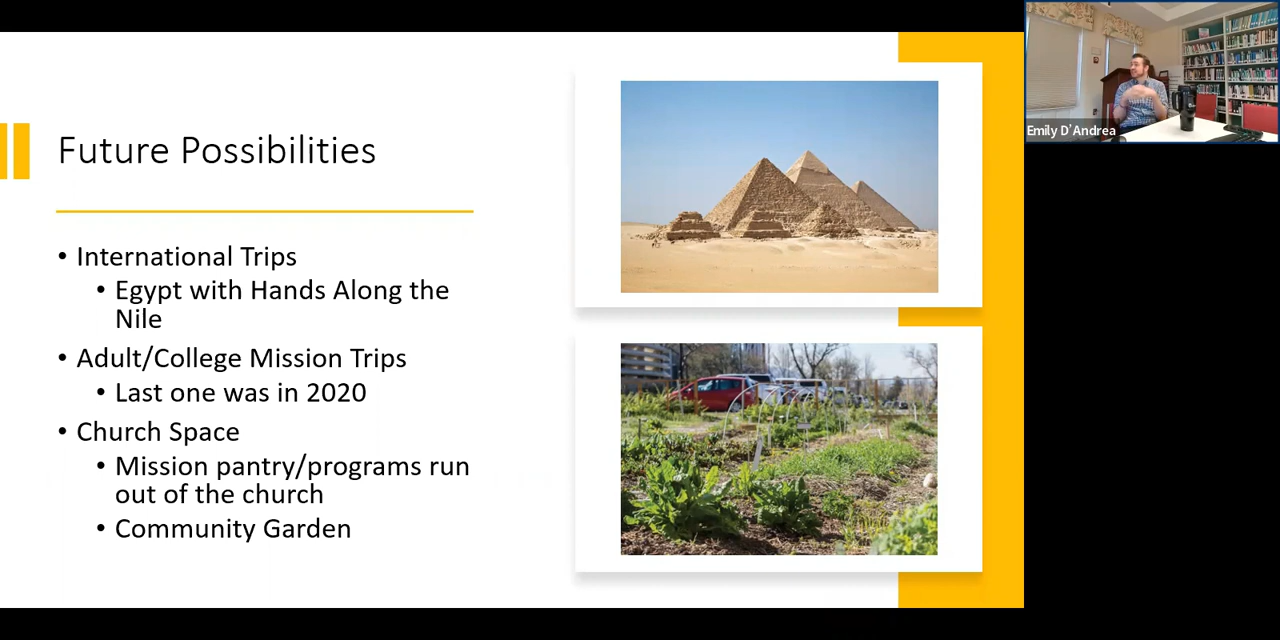 Future Possibilities
• International Trips
• Egypt with Hands Along the
Nile
• Adult/College Mission Trips
• Last one was in 2020
• Church Space
• Mission pantry/programs run
out of the church
• Community Garden
Emily D'Andrea